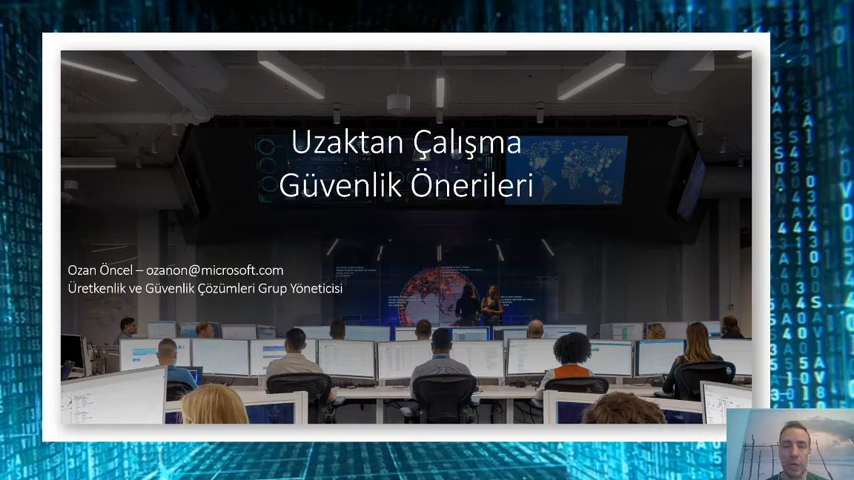 Uzaktan Çalışma
Güvenlik Önerileri
Ozan Öncel – ozanon@microsoft.com
Üretkenlik ve Güvenlik Çözümleri Grup Yöneticisi